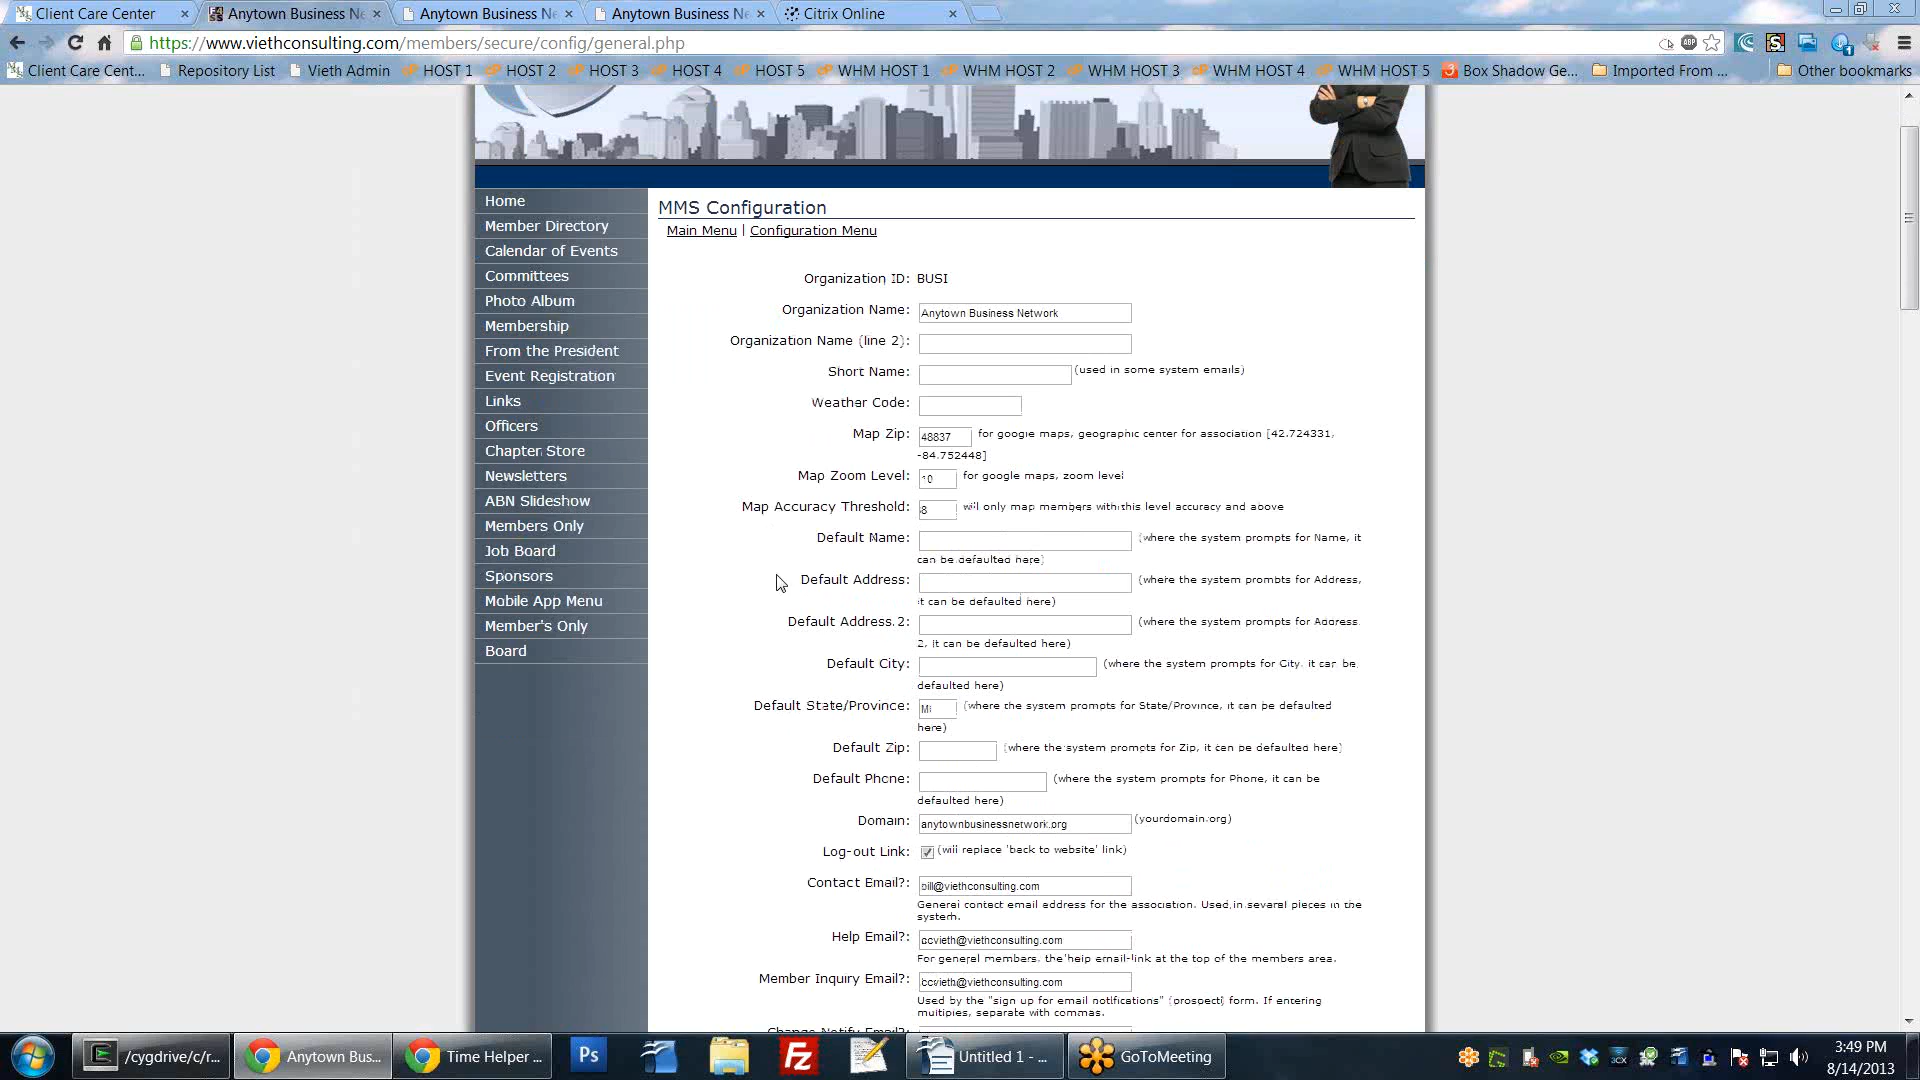 Client Care Center
Anytown Business Ne
Anytown Business Ne
Anytown Business Ne
Citrix Online
https://www.viethconsulting.com/members/secure/config/general.php
Client Care Cent...
Repository List
Vieth Admin
HOST 1
HOST 2
HOST 3
HOST 4
HOST 5
WHM HOST 1
WHM HOST 2
WHM HOST 3
WHM HOST 4
WHM HOST 5
Box Shadow Ge...
Imported From ...
Other bookmarks
Home
Member Directory
Calendar of Events
Committees
Photo Album
Membership
From the President
Event Registration
Links
Officers
Chapter Store
Newsletters
ABN Slideshow
Members Only
Job Board
Sponsors
Mobile App Menu
Member's Only
Board
MMS Configuration
Main Menu | Configuration Menu
Organization ID: BUSI
Organization Name: Anytown Business Network
Organization Name (line 2):
Short Name: (used in some system emails)
Weather Code:
Map Zip: 48837 for google maps, geographic center for association [42.724331,
-84.752448]
Map Zoom Level: 10 for google maps, zoom level
Map Accuracy Threshold: 8 will only map members with this level accuracy and above
Default Name: (where the system prompts for Name, it
can be defaulted here)
Default Address: (where the system prompts for Address,
it can be defaulted here)
Default Address 2: (where the system prompts for Address
2, it can be defaulted here)
Default City: (where the system prompts for City, it can be
defaulted here)
Default State/Province: MI (where the system prompts for State/Province, it can be defaulted
here)
Default Zip: (where the system prompts for Zip, it can be defaulted here)
Default Phone: (where the system prompts for Phone, it can be
defaulted here)
Domain: anytownbusinessnetwork.org (yourdomain.org)
Log-out Link: (will replace 'back to website' link)
Contact Email?: bill@viethconsulting.com
General contact email address for the association. Used in several pieces in the
system.
Help Email?: ccvieth@viethconsulting.com
For general members, the help email-link at the top of the members area.
Member Inquiry Email?: ccvieth@viethconsulting.com
Used by the "sign up for email notifications" (prospect) form. If entering
multiples, separate with commas.
Change Notify Email?:
/cygdrive/c/r...
Anytown Bus...
Time Helper ...
Ps
Fz
Untitled 1 - ...
GoToMeeting
3:49 PM
8/14/2013